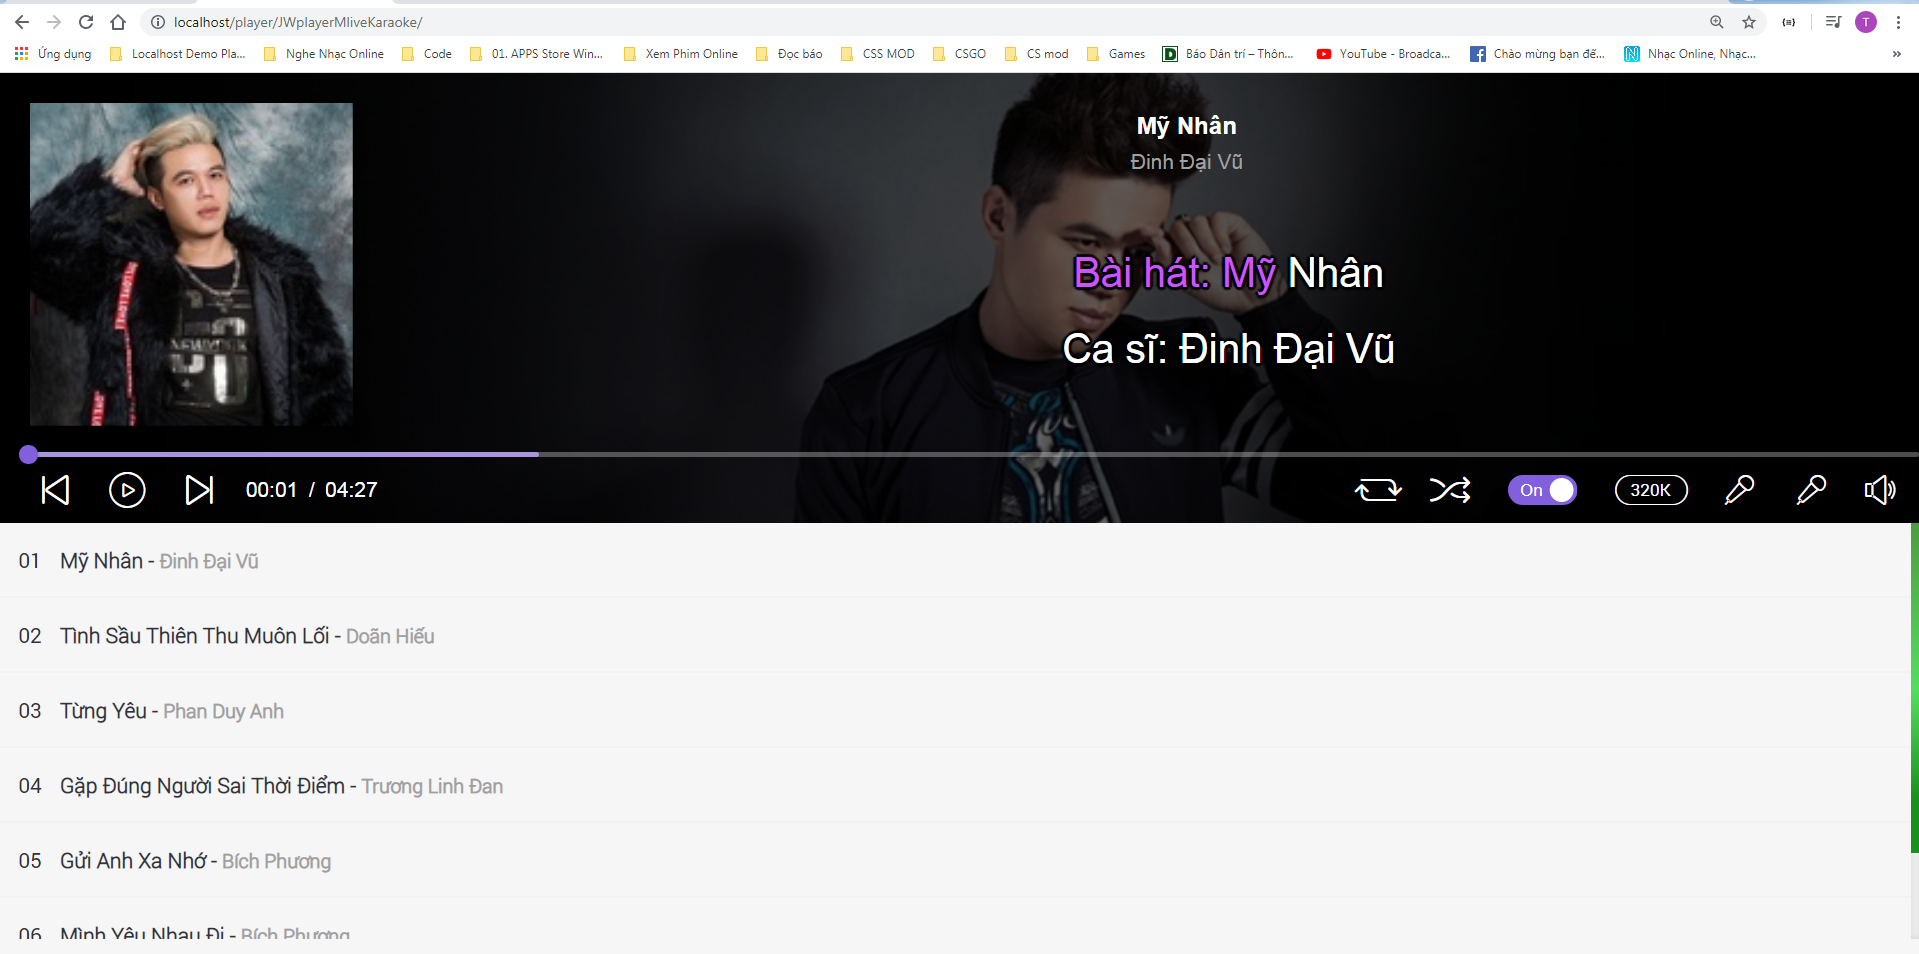 localhost/player/JWplayerMliveKaraoke/
T
Ứng dụng
Localhost Demo Pla...
Nghe Nhạc Online
Code
01. APPS Store Win...
Xem Phim Online
Đọc báo
CSS MOD
CSGO
CS mod
Games
Báo Dân trí – Thôn...
YouTube - Broadca...
Chào mừng bạn đế...
Nhạc Online, Nhạc...
»
Mỹ Nhân
Đinh Đại Vũ
Bài hát: Mỹ Nhân
Ca sĩ: Đinh Đại Vũ
00:01 / 04:27
On
320K
01 Mỹ Nhân - Đinh Đại Vũ
02 Tình Sầu Thiên Thu Muôn Lối - Doãn Hiếu
03 Từng Yêu - Phan Duy Anh
04 Gặp Đúng Người Sai Thời Điểm - Trương Linh Đan
05 Gửi Anh Xa Nhớ - Bích Phương
06 Mình Yêu Nhau Đi - Bích Phương